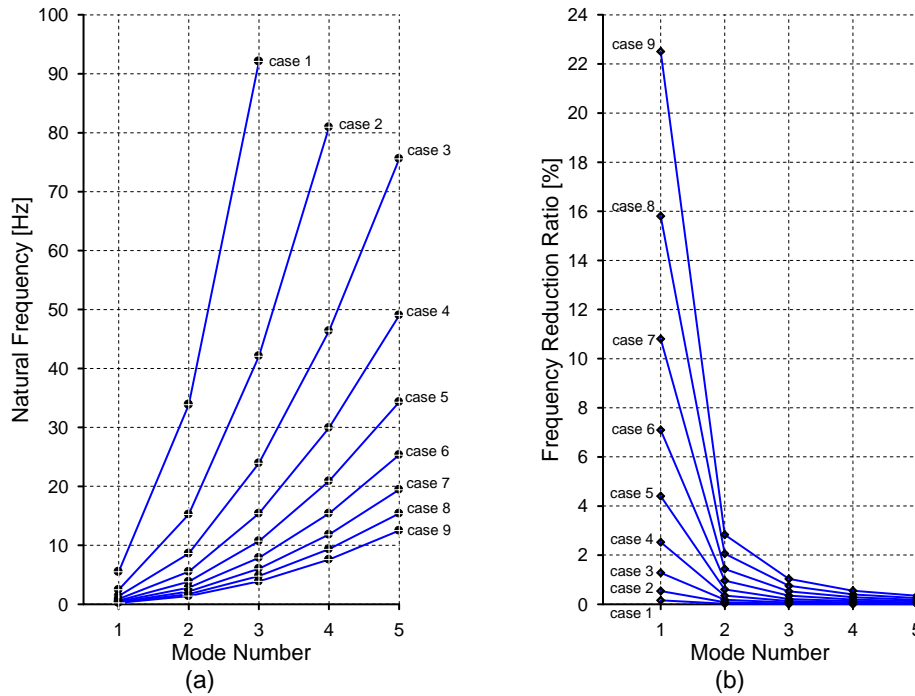 100
90
80
70
60
50
40
30
20
10
0
Natural Frequency [Hz]
case 1
case 2
case 3
case 4
case 5
case 6
case 7
case 8
case 9
1 2 3 4 5
Mode Number
(a)
24
22
20
18
16
14
12
10
8
6
4
2
0
Frequency Reduction Ratio [%]
case 9
case 8
case 7
case 6
case 5
case 4
case 3
case 2
case 1
1 2 3 4 5
Mode Number
(b)